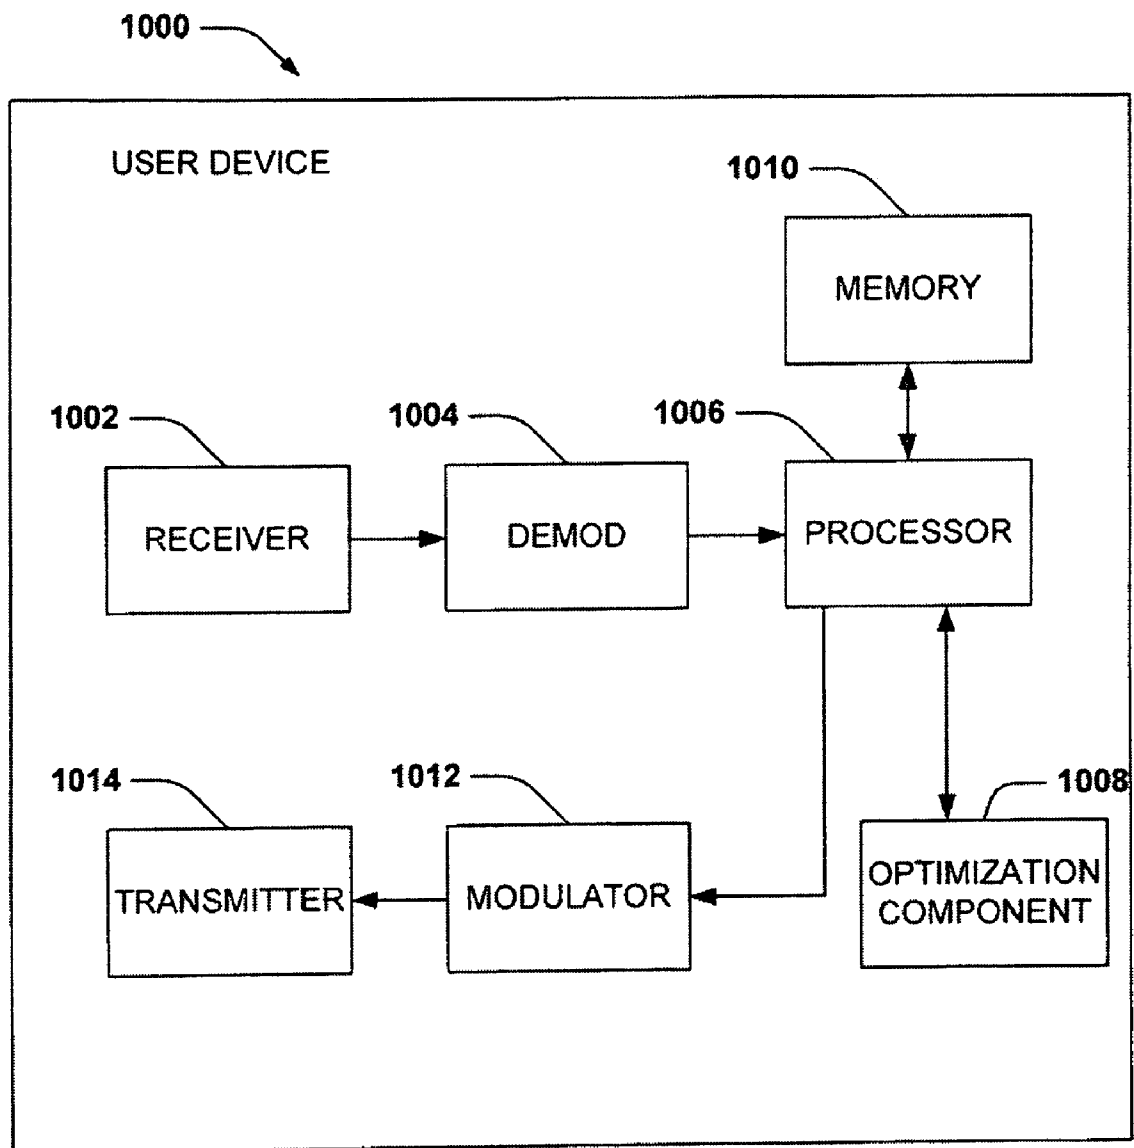 1000
USER DEVICE
1010
MEMORY
1002
1004
1006
RECEIVER
DEMOD
PROCESSOR
1014
1012
1008
TRANSMITTER
MODULATOR
OPTIMIZATION
COMPONENT